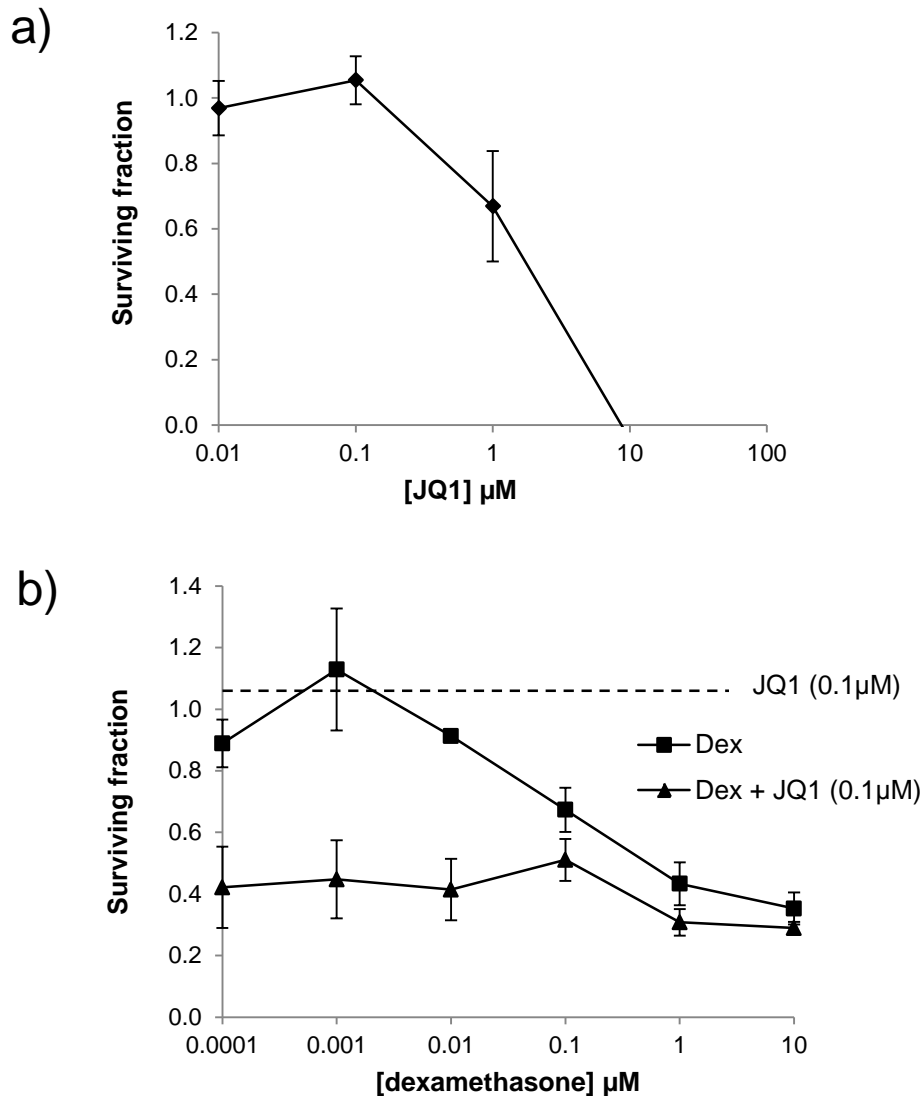 a)
1.2
1.0
0.8
0.6
0.4
0.2
0.0
Surviving fraction
0.01 0.1 1 10 100
[JQ1] µM
b)
1.4
1.2
1.0
0.8
0.6
0.4
0.2
0.0
Surviving fraction
JQ1 (0.1µM)
Dex
Dex + JQ1 (0.1µM)
0.0001 0.001 0.01 0.1 1 10
[dexamethasone] µM